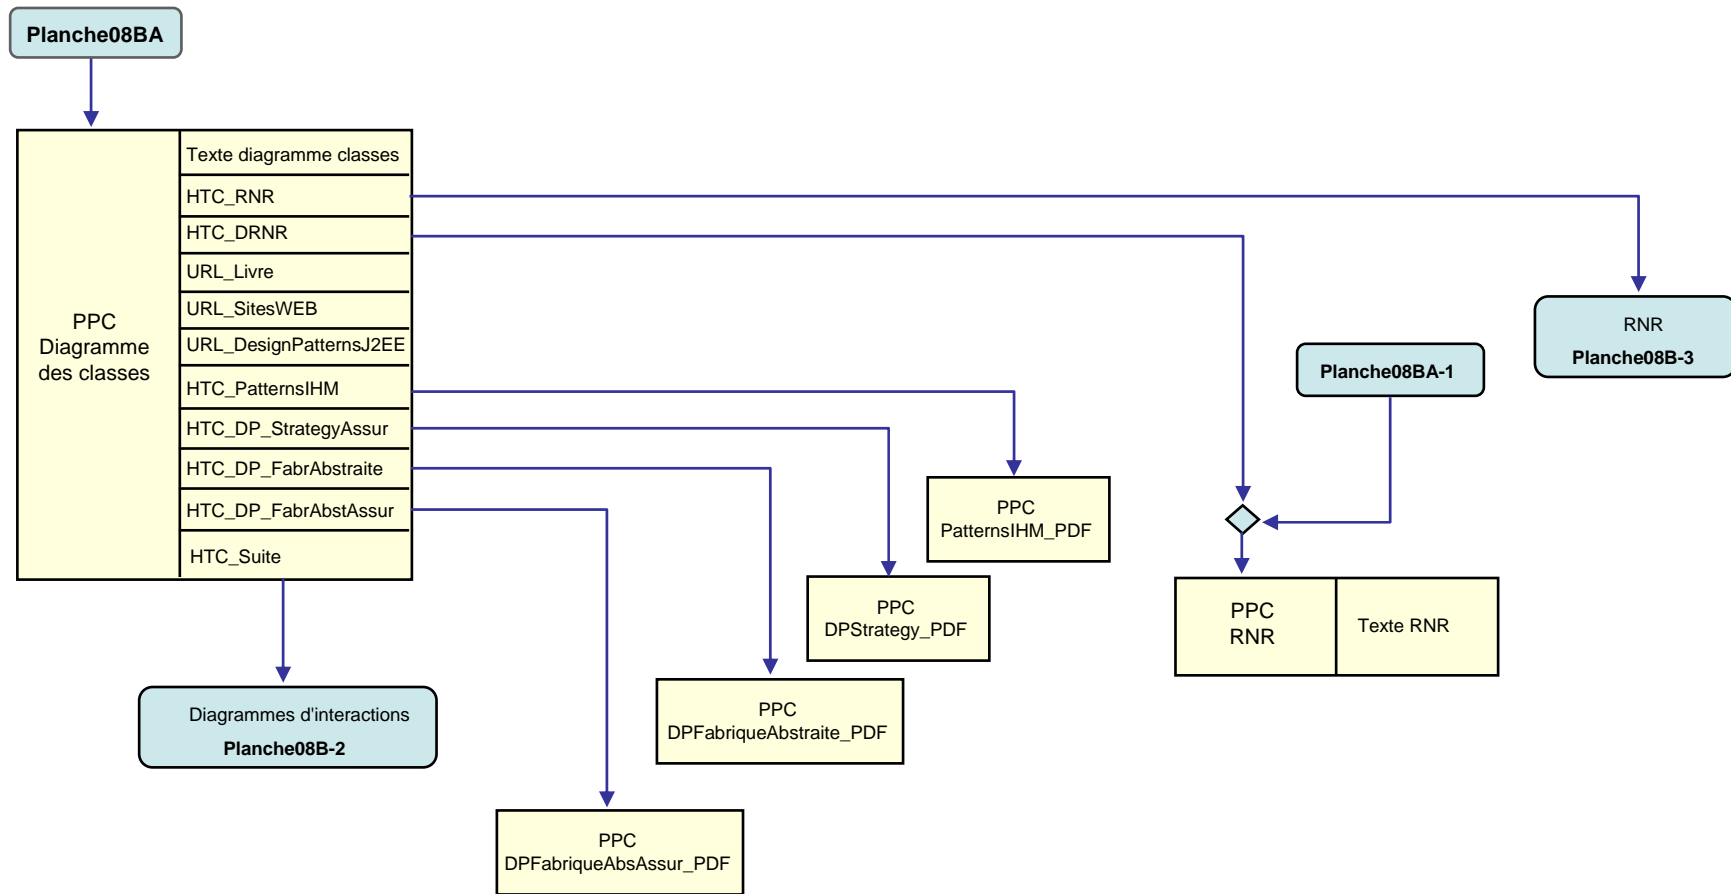 Planche08BA
PPC
Diagramme
des classes
Texte diagramme classes
HTC_RNR
HTC_DRNR
URL_Livre
URL_SitesWEB
URL_DesignPatternsJ2EE
HTC_PatternsIHM
HTC_DP_StrategyAssur
HTC_DP_FabrAbstraite
HTC_DP_FabrAbstAssur
HTC_Suite
RNR
Planche08B-3
Planche08BA-1
PPC
PatternsIHM_PDF
PPC
DPStrategy_PDF
PPC
RNR
Texte RNR
PPC
DPFabriqueAbstraite_PDF
Diagrammes d'interactions
Planche08B-2
PPC
DPFabriqueAbsAssur_PDF